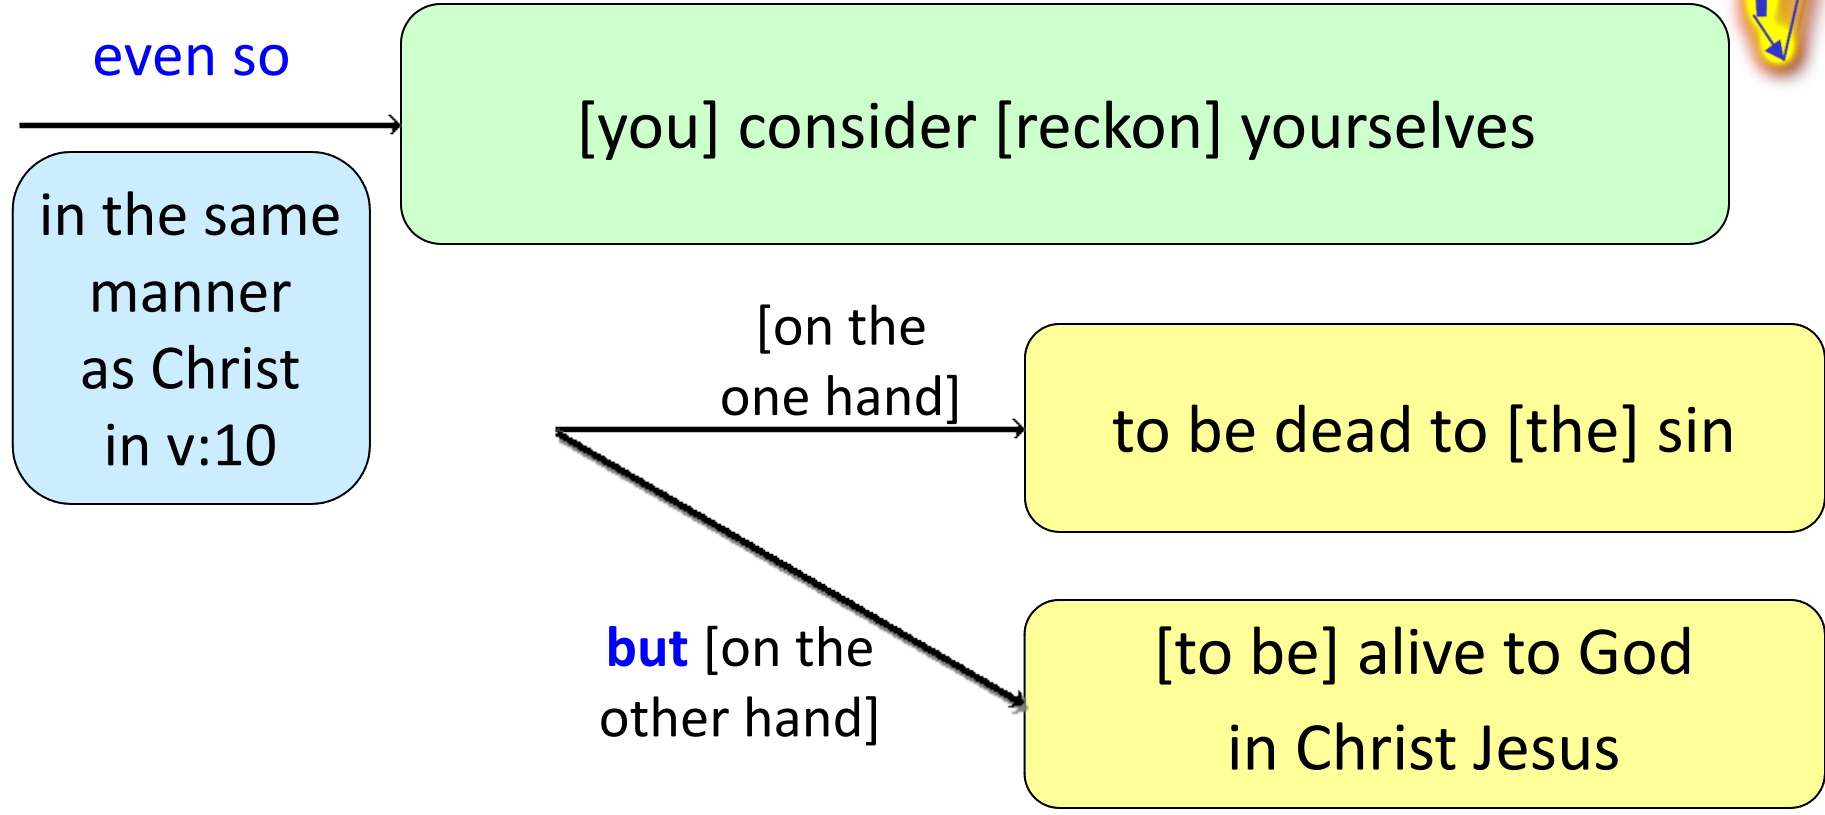 even so
[you] consider [reckon] yourselves
in the same
manner
as Christ
in v:10
[on the
one hand]
to be dead to [the] sin
but [on the
other hand]
[to be] alive to God
in Christ Jesus